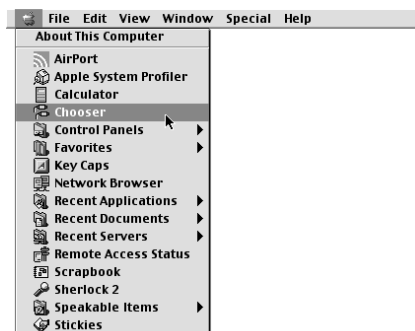 File Edit View Window Special Help
About This Computer
AirPort
Apple System Profiler
Calculator
Chooser
Control Panels
Favorites
Key Caps
Network Browser
Recent Applications
Recent Documents
Recent Servers
Remote Access Status
Scrapbook
Sherlock 2
Speakable Items
Stickies